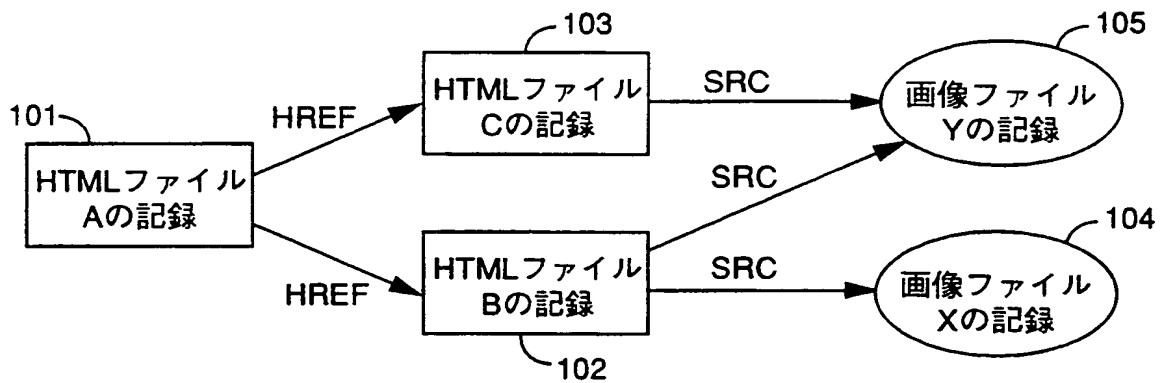 103
105
HTMLファイル
Cの記録
SRC
画像ファイル
Yの記録
101
HREF
HTMLファイル
Aの記録
SRC
104
HTMLファイル
Bの記録
SRC
画像ファイル
Xの記録
HREF
102